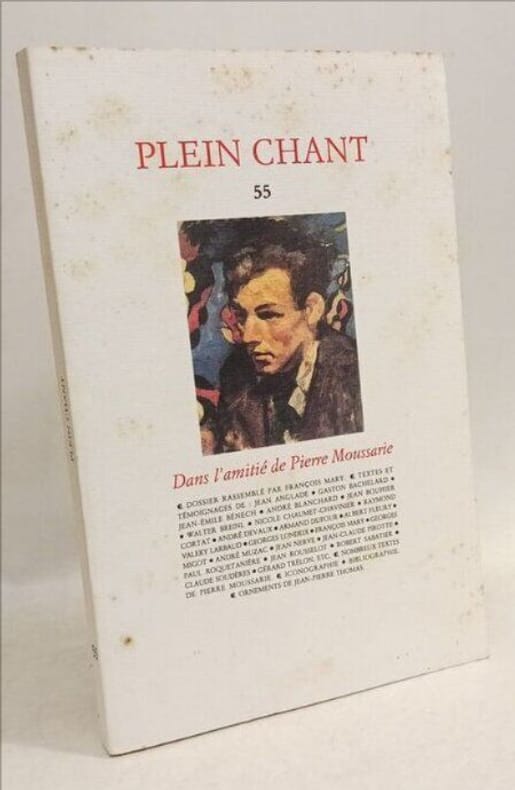 PLEIN CHANT
55
Dans l'amitié de Pierre Moussarie
DOSSIER RASSEMBLÉ PAR FRANÇOIS MARY. TEXTES ET
TÉMOIGNAGES DE : JEAN ANGLADE • GASTON BACHELARD •
JEAN-ÉMILE BÉNECH • ANDRÉ BLANCHARD • JEAN BOUHIER
• WALTER BREINL • NICOLE CHAUMET-CHAVINIER • RAYMOND
CORTAT • ANDRÉ DEVAUX • ARMAND DUFOUR • ALBERT FLEURY •
VALERY LARBAUD • GEORGES LONDEIX • FRANÇOIS MARY • GEORGES
MIGOT • ANDRÉ MUZAC • JEAN NERVE • JEAN-CLAUDE PIROTTE •
PAUL ROQUETANIÈRE • JEAN ROUSSELOT • ROBERT SABATIER •
CLAUDE SOUDÈRES • GÉRARD TRÉLON, ETC. NOMBREUX TEXTES
DE PIERRE MOUSSARIE ICONOGRAPHIE • BIBLIOGRAPHIE.
ORNEMENTS DE JEAN-PIERRE THOMAS.
PLEIN CHANT